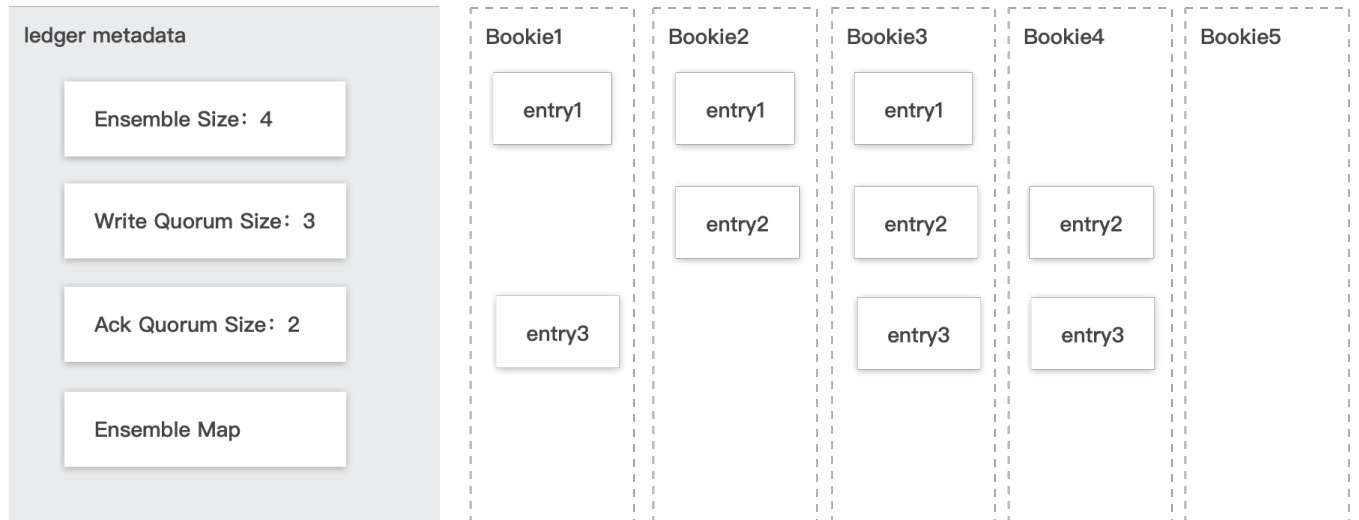 ledger metadata
Ensemble Size：4
Write Quorum Size：3
Ack Quorum Size：2
Ensemble Map
Bookie1
Bookie2
Bookie3
Bookie4
Bookie5
entry1
entry1
entry1
entry2
entry2
entry2
entry3
entry3
entry3